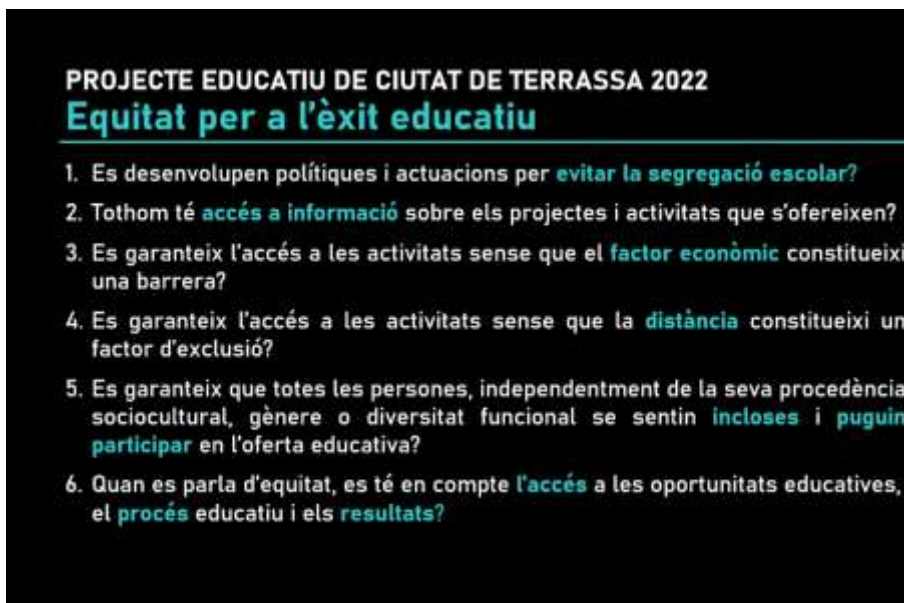 PROJECTE EDUCATIU DE CIUTAT DE TERRASSA 2022
Equitat per a l'èxit educatiu
1. Es desenvolupen polítiques i actuacions per evitar la segregació escolar?
2. Tothom té accés a informació sobre els projectes i activitats que s'ofereixen?
3. Es garanteix l'accés a les activitats sense que el factor econòmic constitueixi
una barrera?
4. Es garanteix l'accés a les activitats sense que la distància constitueixi un
factor d'exclusió?
5. Es garanteix que totes les persones, independentment de la seva procedència
sociocultural, gènere o diversitat funcional se sentin incloses i puguin
participar en l'oferta educativa?
6. Quan es parla d'equitat, es té en compte l'accés a les oportunitats educatives,
el procés educatiu i els resultats?